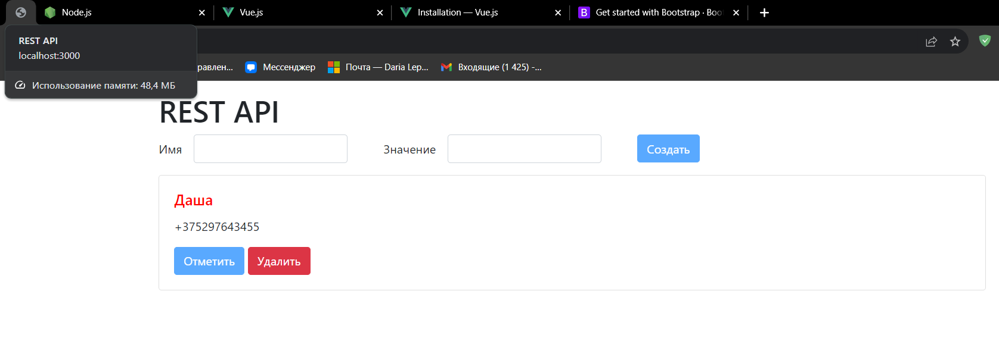 Node.js
Vue.js
Installation — Vue.js
Get started with Bootstrap · Boo
REST API
localhost:3000
Использование памяти: 48,4 МБ
равлен...
Мессенджер
Почта — Daria Lep...
Входящие (1 425) -...
REST API
Имя
Значение
Создать
Даша
+375297643455
Отметить
Удалить